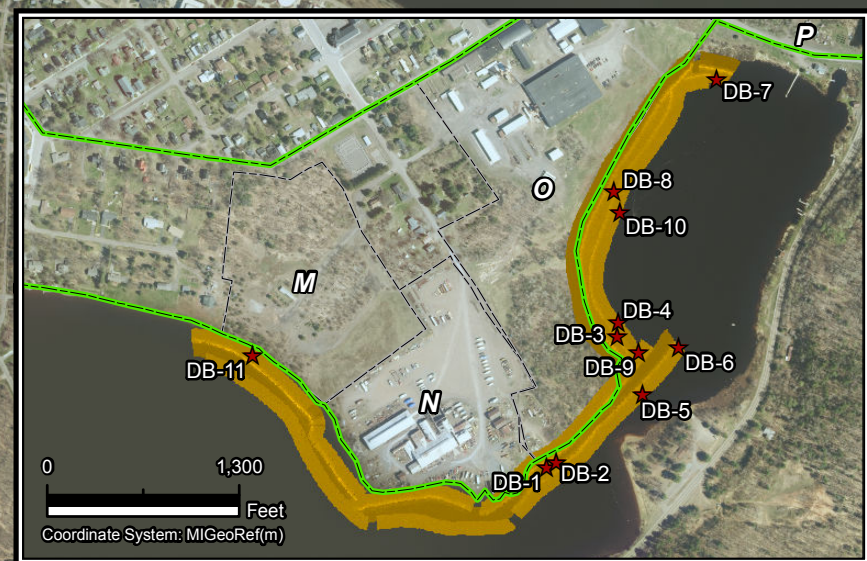 P
DB-7
DB-8
O
DB-10
M
DB-4
DB-3
DB-6
DB-9
DB-11
DB-5
N
DB-2
DB-1
0 1,300
Feet
Coordinate System: MIGeoRef(m)